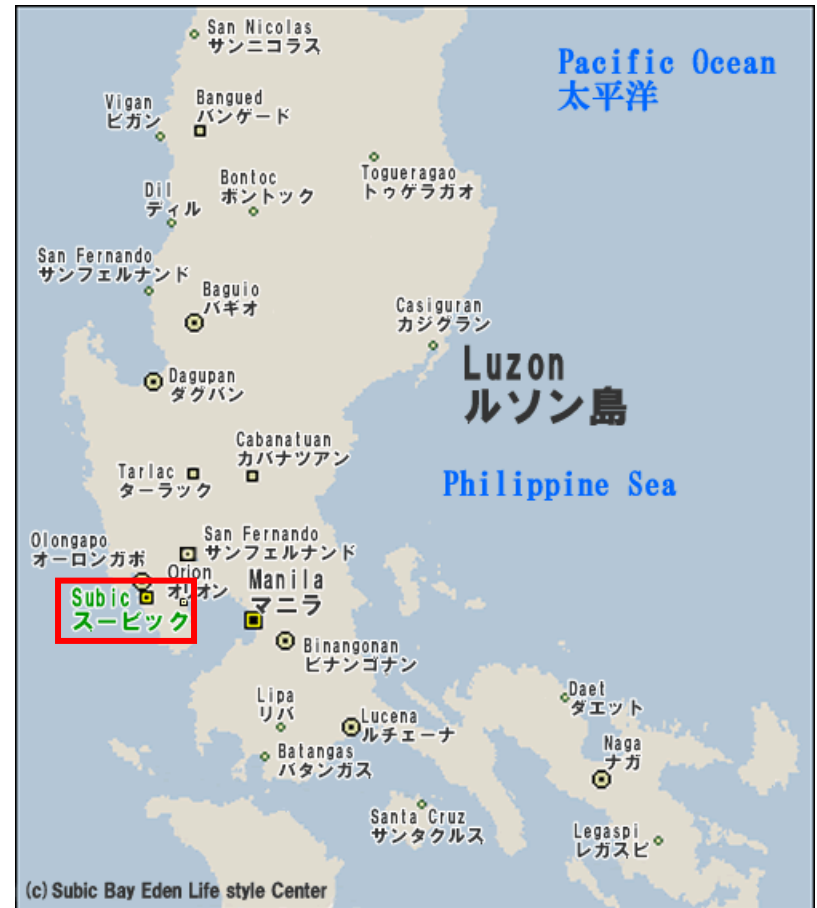 San Nicolas
サンニコラス
Pacific Ocean
太平洋
Vigan
ビガン
Bangued
バンゲード
Togueragao
トゥゲラガオ
Bontoc
ボントック
Dil
ディル
San Fernando
サンフェルナンド
Baguio
バギオ
Casiguran
カジグラン
Luzon
ルソン島
Dagupan
ダグパン
Cabanatuan
カバナツアン
Tarlac
ターラック
Philippine Sea
Olongapo
オーロンガポ
San Fernando
サンフェルナンド
Orion
オリオン
Manila
マニラ
Subic
スービック
Binangonan
ビナンゴナン
Lipa
リパ
Lucena
ルチェーナ
Daet
ダエット
Batangas
バタンガス
Naga
ナガ
Santa Cruz
サンタクルス
Legaspi
レガスピ
(c) Subic Bay Eden Life style Center